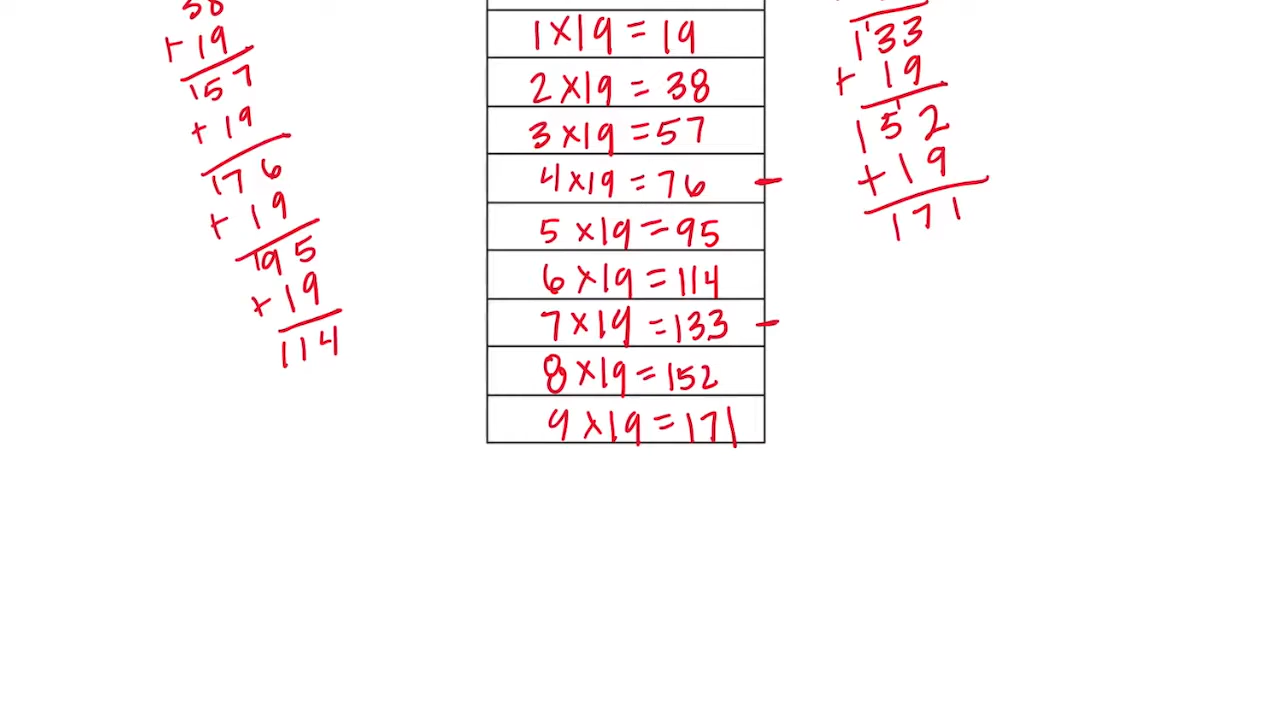 38
+ 19
157
+ 19
176
+ 19
195
+ 19
114
1 x 19 = 19
2 x 19 = 38
3 x 19 = 57
4 x 19 = 76 -
5 x 19 = 95
6 x 19 = 114
7 x 19 = 133 -
8 x 19 = 152
9 x 19 = 171
133
+ 19
152
+ 19
171